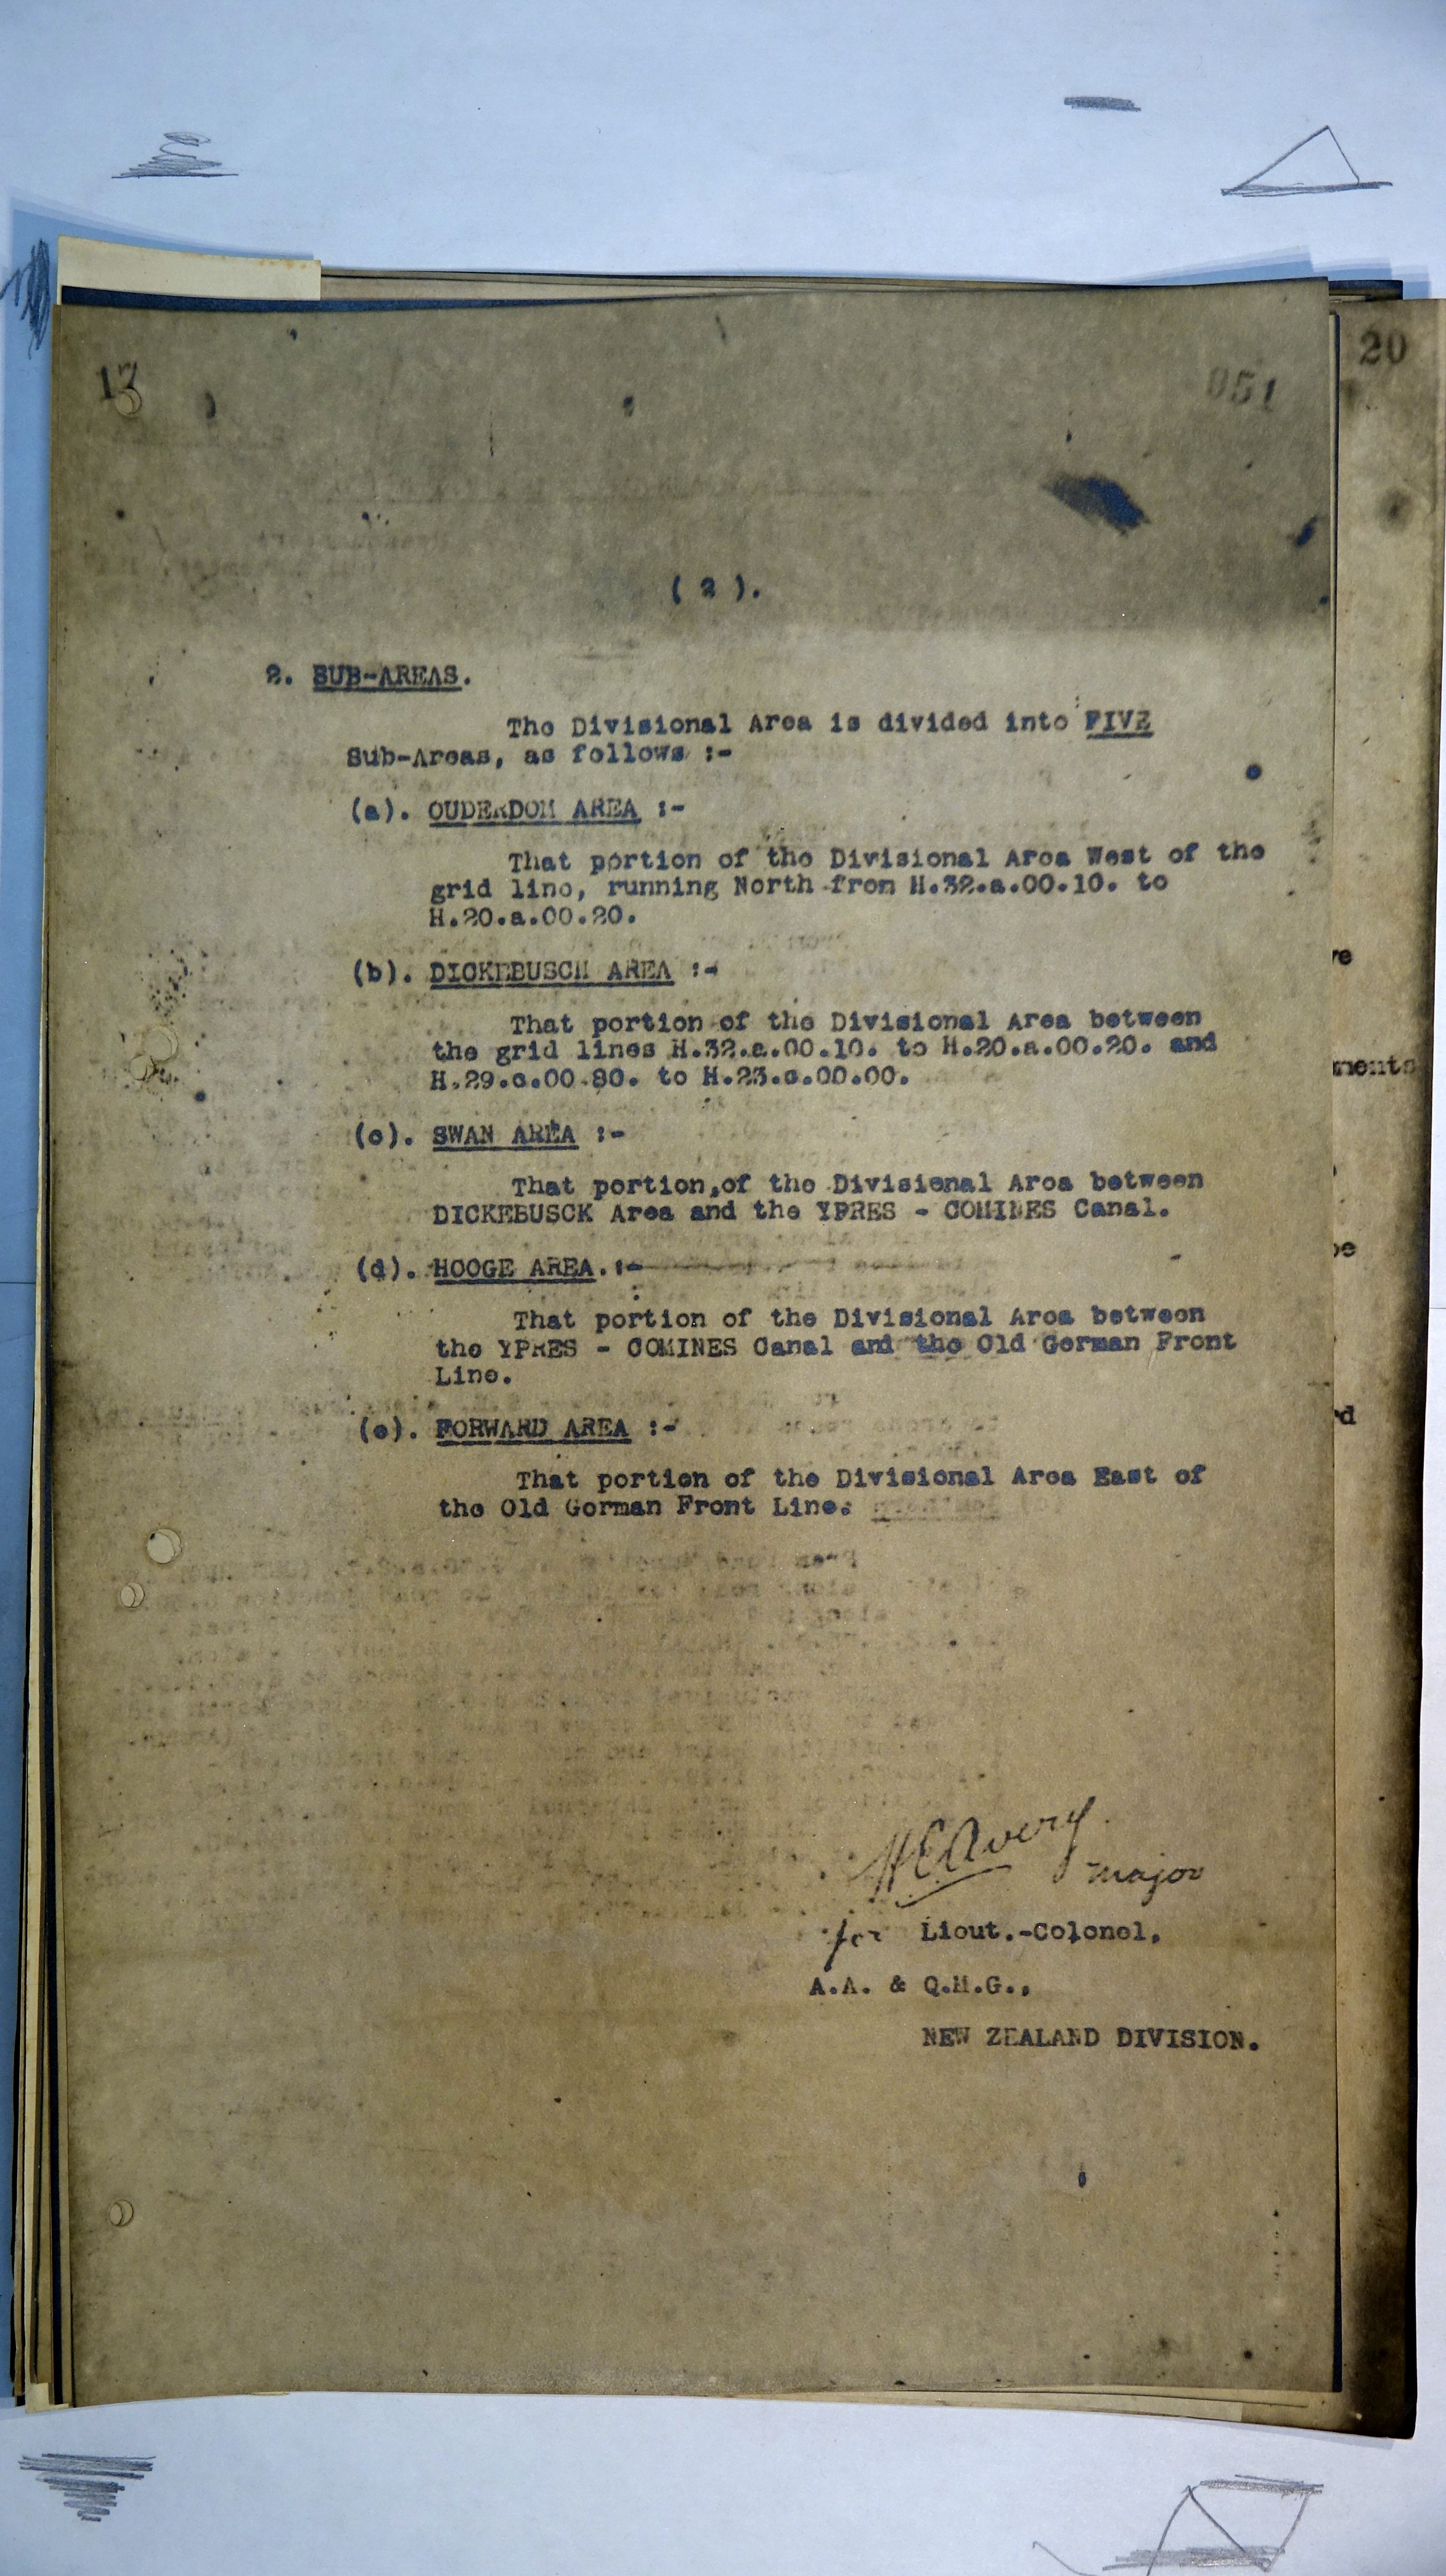 20
13
051
( 2 ).
2. SUB-AREAS.
The Divisional Area is divided into FIVE
Sub-Areas, as follows :-
(a). OUDERDOM AREA :-
That portion of the Divisional Area West of the
grid line, running North from H.32.a.00.10. to
H.20.a.00.20.
(b). DICKEBUSCH AREA :-
That portion of the Divisional Area between
the grid lines H.32.a.00.10. to H.20.a.00.20. and
H.29.c.00.80. to H.23.c.00.00.
(c). SWAN AREA :-
That portion of the Divisional Area between
DICKEBUSCK Area and the YPRES - COMINES Canal.
(d). HOOGE AREA. :-
That portion of the Divisional Area between
the YPRES - COMINES Canal and the Old German Front
Line.
(e). FORWARD AREA :-
That portion of the Divisional Area East of
the Old German Front Line.
HEAvery
Major
for Lieut.-Colonel,
A.A. & Q.M.G.,
NEW ZEALAND DIVISION.